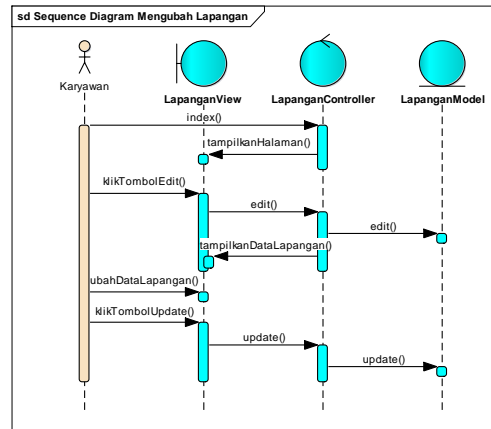 sd Sequence Diagram Mengubah Lapangan
Karyawan
LapanganView
LapanganController
LapanganModel
index()
tampilkanHalaman()
klikTombolEdit()
edit()
edit()
tampilkanDataLapangan()
ubahDataLapangan()
klikTombolUpdate()
update()
update()